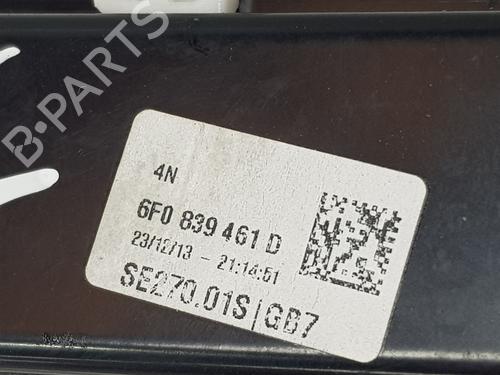 B-PARTS
4N
6F0 839 461 D
23/12/13 - 21:14:51
SE270.01S|GB7